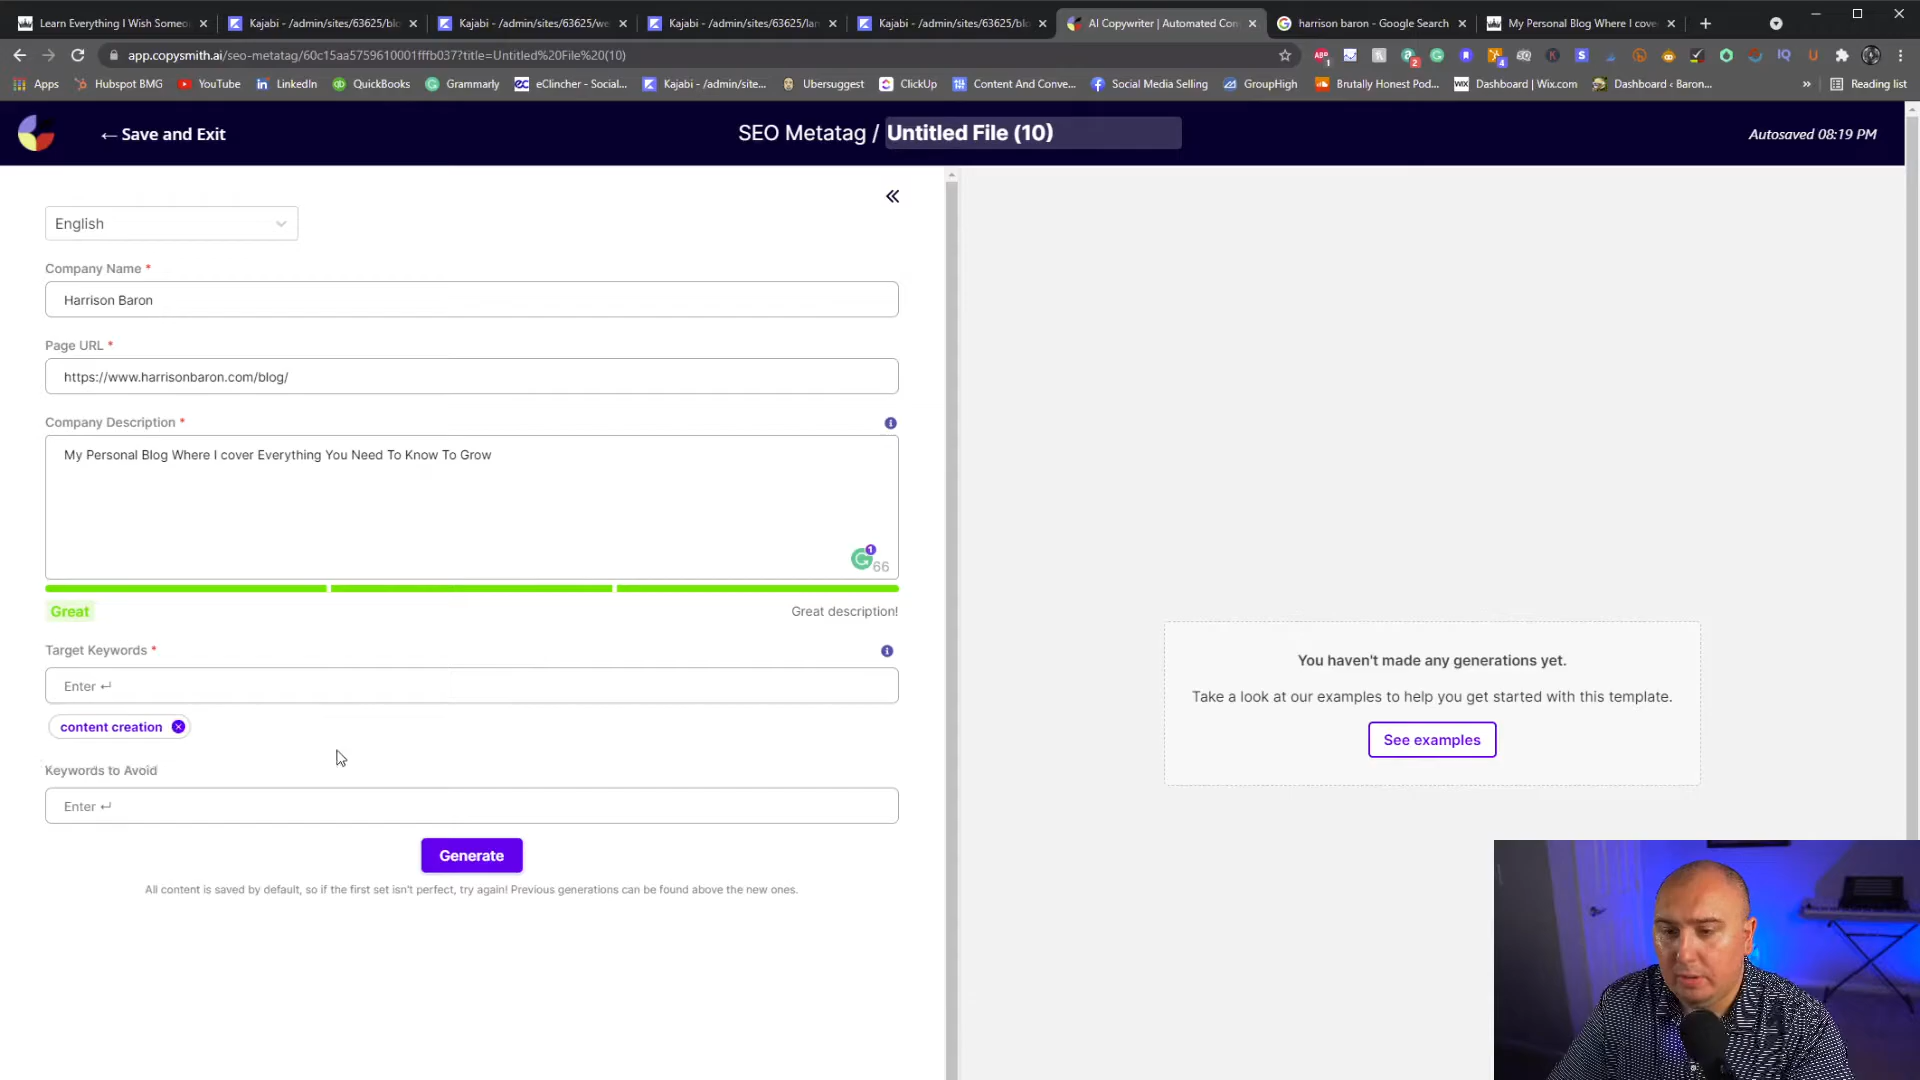 Learn Everything I Wish Someo
Kajabi - /admin/sites/63625/blo
Kajabi - /admin/sites/63625/we
Kajabi - /admin/sites/63625/lan
Kajabi - /admin/sites/63625/blo
AI Copywriter | Automated Con
harrison baron - Google Search
My Personal Blog Where I cove
app.copysmith.ai/seo-metatag/60c15aa5759610001fffb037?title=Untitled%20File%20(10)
Apps
Hubspot BMG
YouTube
LinkedIn
QuickBooks
Grammarly
eClincher - Social...
Kajabi - /admin/site...
Ubersuggest
ClickUp
Content And Conve...
Social Media Selling
GroupHigh
Brutally Honest Pod...
Dashboard | Wix.com
Dashboard ‹ Baron...
»
Reading list
← Save and Exit
SEO Metatag / Untitled File (10)
Autosaved 08:19 PM
English
Company Name *
Harrison Baron
Page URL *
https://www.harrisonbaron.com/blog/
Company Description *
My Personal Blog Where I cover Everything You Need To Know To Grow
1
66
Great
Great description!
Target Keywords *
Enter ↵
content creation
Keywords to Avoid
Enter ↵
Generate
All content is saved by default, so if the first set isn't perfect, try again! Previous generations can be found above the new ones.
You haven't made any generations yet.
Take a look at our examples to help you get started with this template.
See examples